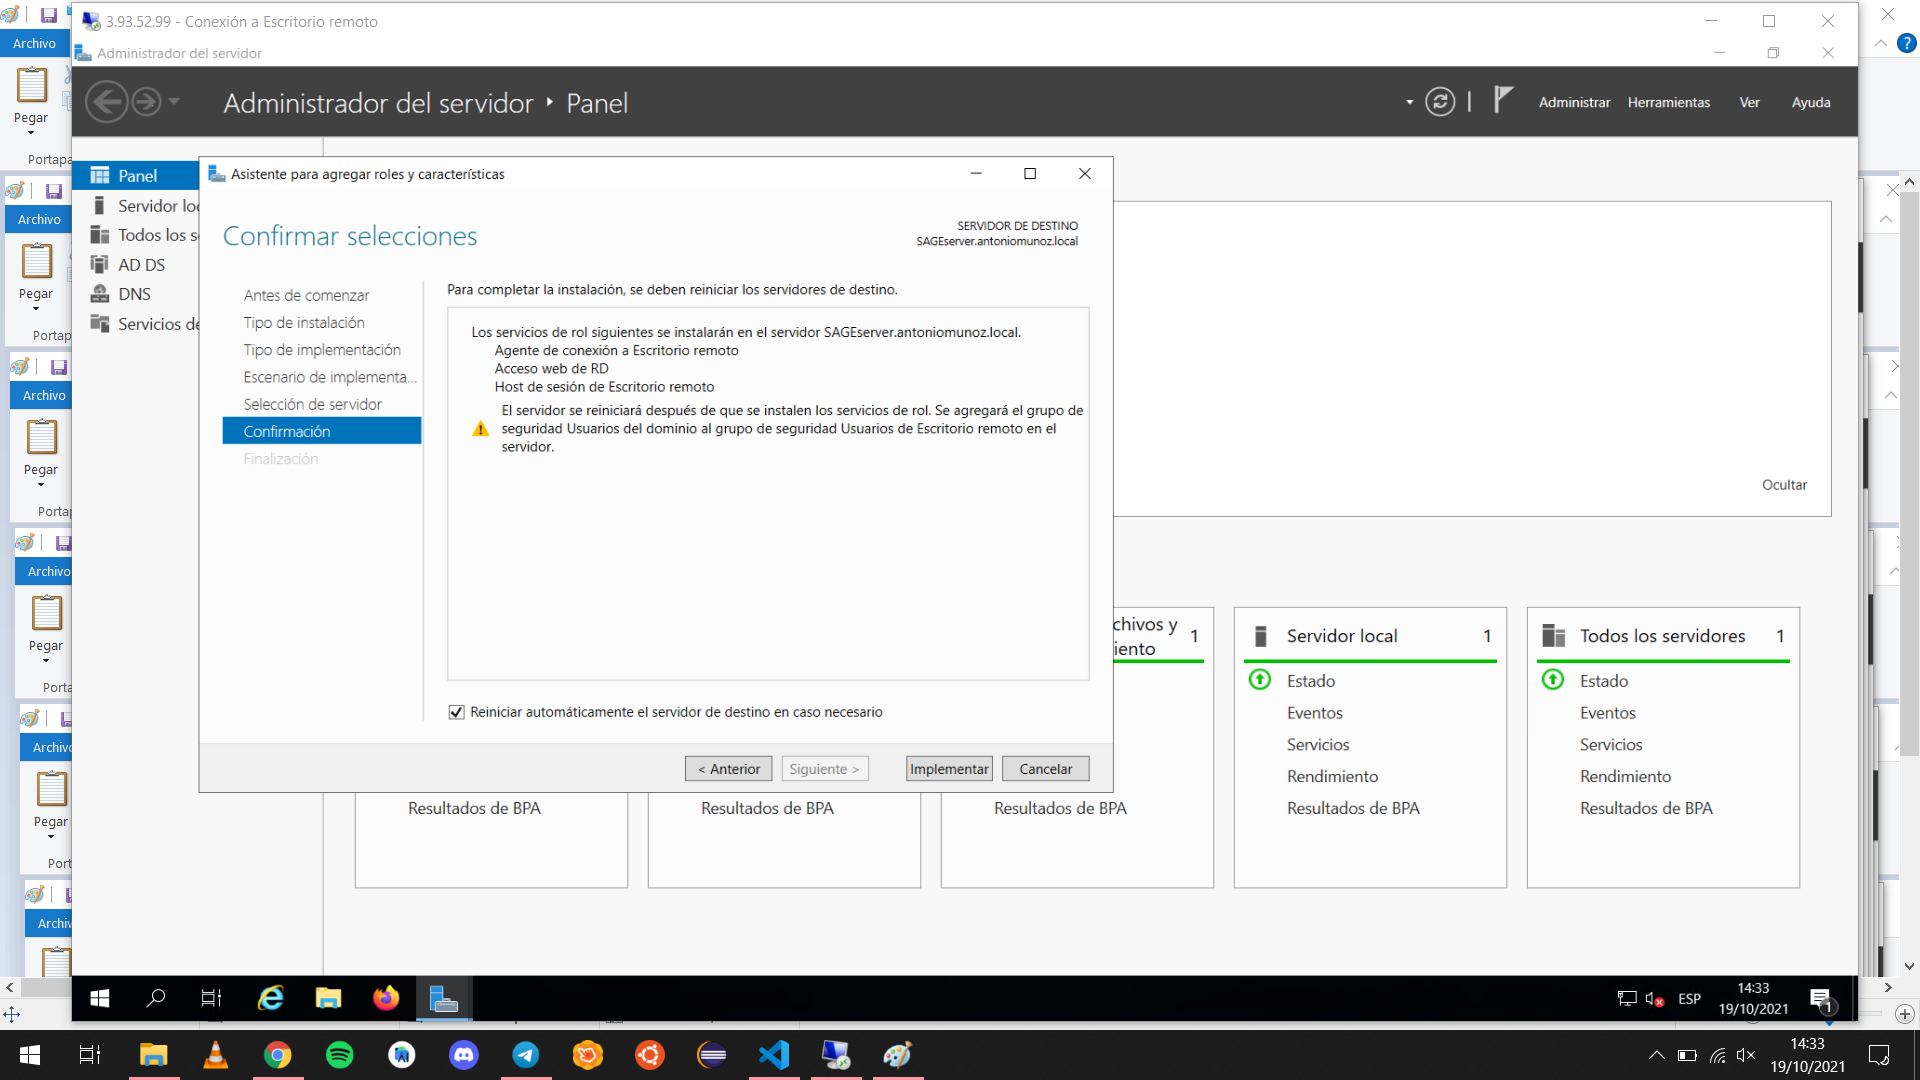 3.93.52.99 - Conexión a Escritorio remoto
Administrador del servidor
Administrador del servidor ‣ Panel
Administrar
Herramientas
Ver
Ayuda
Archivo
Pegar
Portapa
Archivo
Pegar
Portap
Archivo
Pegar
Portap
Archivo
Pegar
Porta
Archivo
Pegar
Port
Archiv
Panel
Servidor lo
Todos los s
AD DS
DNS
Servicios de
Asistente para agregar roles y características
Confirmar selecciones
SERVIDOR DE DESTINO
SAGEserver.antoniomunoz.local
Antes de comenzar
Tipo de instalación
Tipo de implementación
Escenario de implementa...
Selección de servidor
Confirmación
Finalización
Para completar la instalación, se deben reiniciar los servidores de destino.
Los servicios de rol siguientes se instalarán en el servidor SAGEserver.antoniomunoz.local.
Agente de conexión a Escritorio remoto
Acceso web de RD
Host de sesión de Escritorio remoto
El servidor se reiniciará después de que se instalen los servicios de rol. Se agregará el grupo de
seguridad Usuarios del dominio al grupo de seguridad Usuarios de Escritorio remoto en el
servidor.
Reiniciar automáticamente el servidor de destino en caso necesario
< Anterior
Siguiente >
Implementar
Cancelar
Ocultar
chivos y
iento
1
Servidor local
1
Todos los servidores
1
Estado
Eventos
Servicios
Rendimiento
Resultados de BPA
Estado
Eventos
Servicios
Rendimiento
Resultados de BPA
Resultados de BPA
Resultados de BPA
Resultados de BPA
ESP
14:33
19/10/2021
1
14:33
19/10/2021